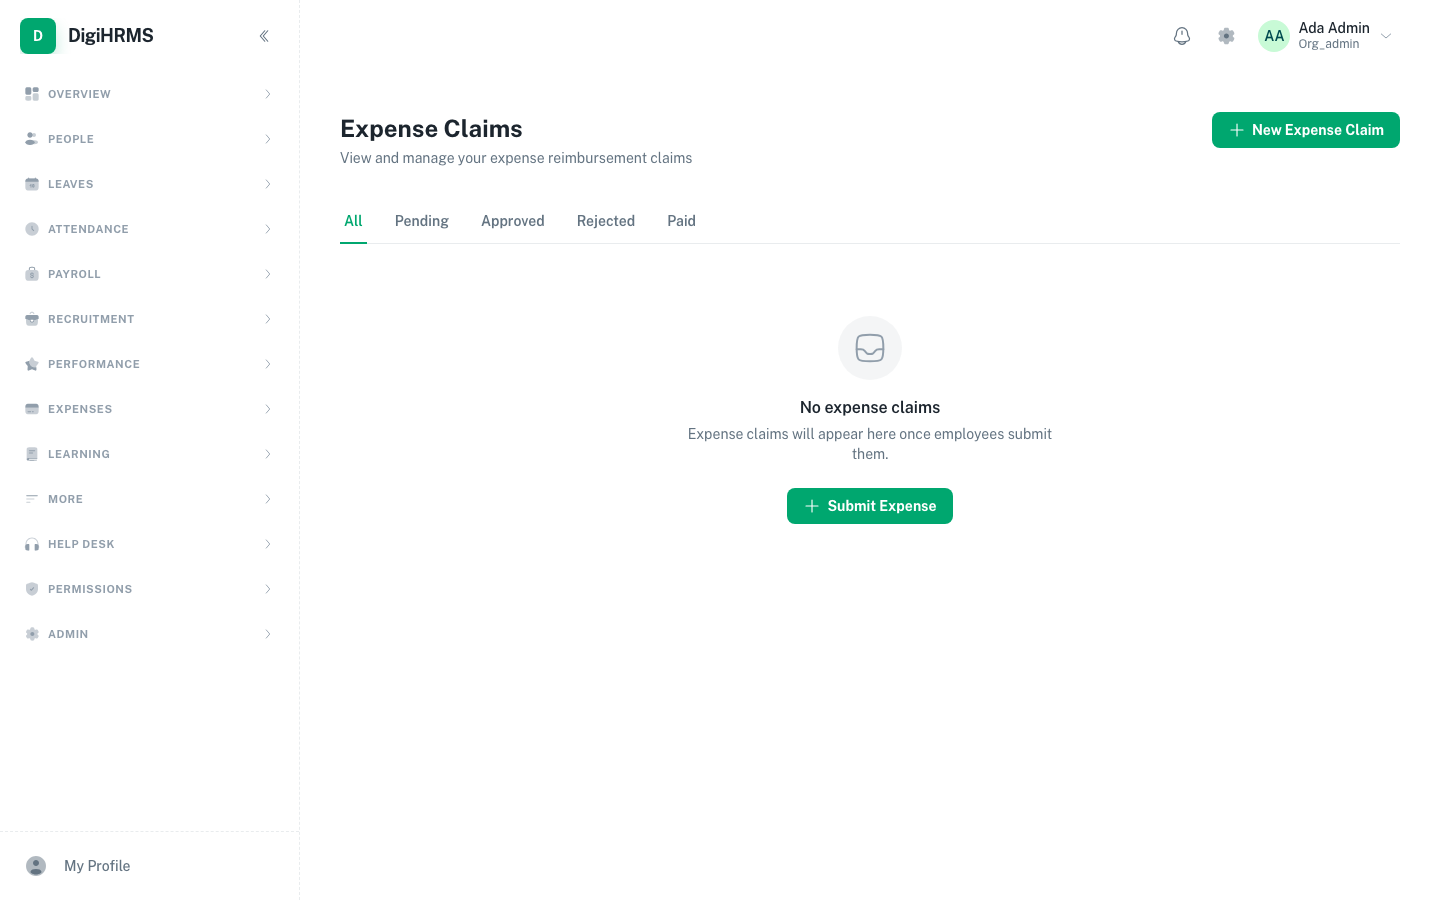 D
DigiHRMS
OVERVIEW
PEOPLE
LEAVES
ATTENDANCE
PAYROLL
RECRUITMENT
PERFORMANCE
EXPENSES
LEARNING
MORE
HELP DESK
PERMISSIONS
ADMIN
My Profile
AA
Ada Admin
Org_admin
Expense Claims
View and manage your expense reimbursement claims
New Expense Claim
All
Pending
Approved
Rejected
Paid
No expense claims
Expense claims will appear here once employees submit
them.
Submit Expense